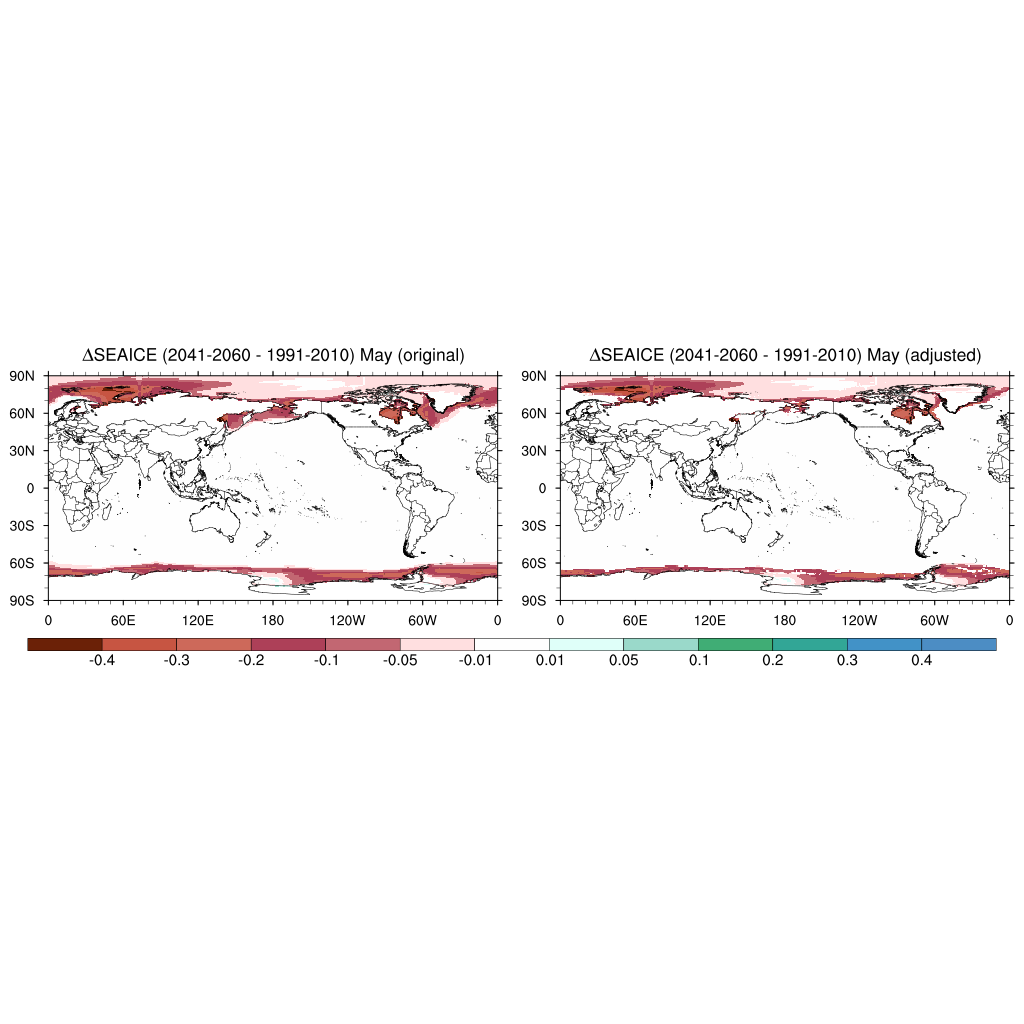 ΔSEAICE (2041-2060 - 1991-2010) May (original)
90N
60N
30N
0
30S
60S
90S
0 60E 120E 180 120W 60W 0
ΔSEAICE (2041-2060 - 1991-2010) May (adjusted)
90N
60N
30N
0
30S
60S
90S
0 60E 120E 180 120W 60W 0
-0.4 -0.3 -0.2 -0.1 -0.05 -0.01 0.01 0.05 0.1 0.2 0.3 0.4